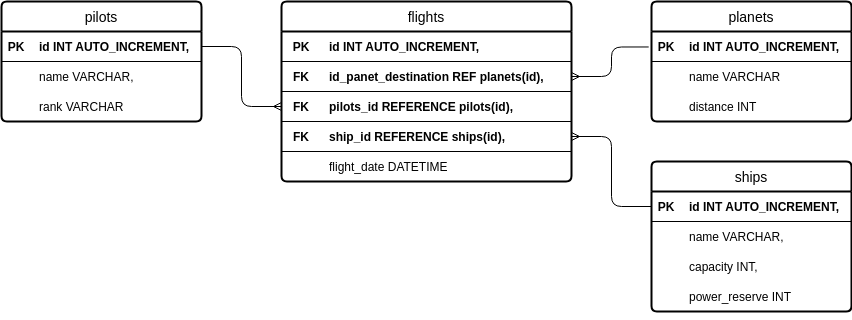 pilots
PK id INT AUTO_INCREMENT,
name VARCHAR,
rank VARCHAR
flights
PK id INT AUTO_INCREMENT,
FK id_panet_destination REF planets(id),
FK pilots_id REFERENCE pilots(id),
FK ship_id REFERENCE ships(id),
flight_date DATETIME
planets
PK id INT AUTO_INCREMENT,
name VARCHAR
distance INT
ships
PK id INT AUTO_INCREMENT,
name VARCHAR,
capacity INT,
power_reserve INT